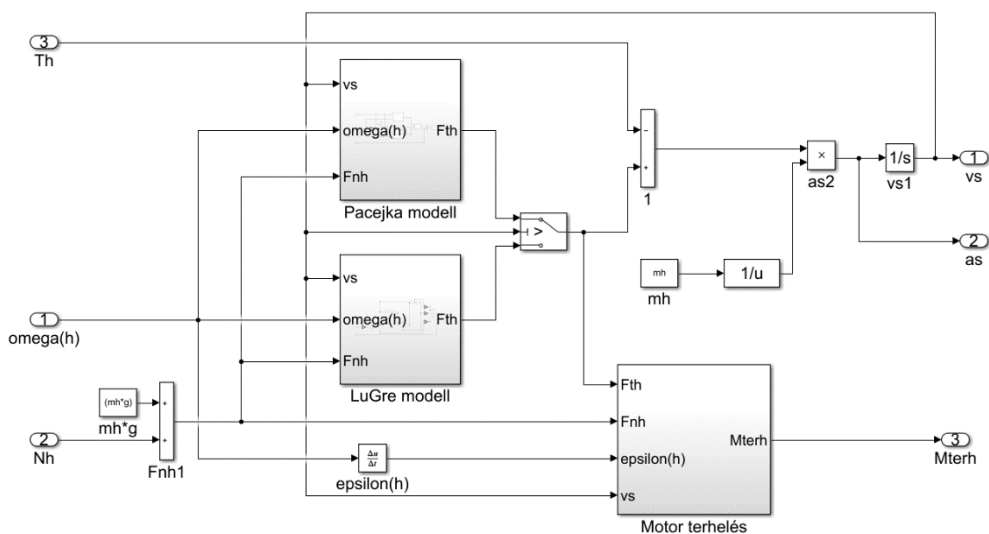 3
Th
vs
omega(h)
Fnh
Fth
Pacejka modell
-
+
1
×
as2
1/s
vs1
1
vs
2
as
>
mh
mh
1/u
vs
omega(h)
Fnh
Fth
LuGre modell
1
omega(h)
(mh*g)
mh*g
+
+
Fnh1
2
Nh
Δu
Δt
epsilon(h)
Fth
Fnh
epsilon(h)
vs
Mterh
Motor terhelés
3
Mterh